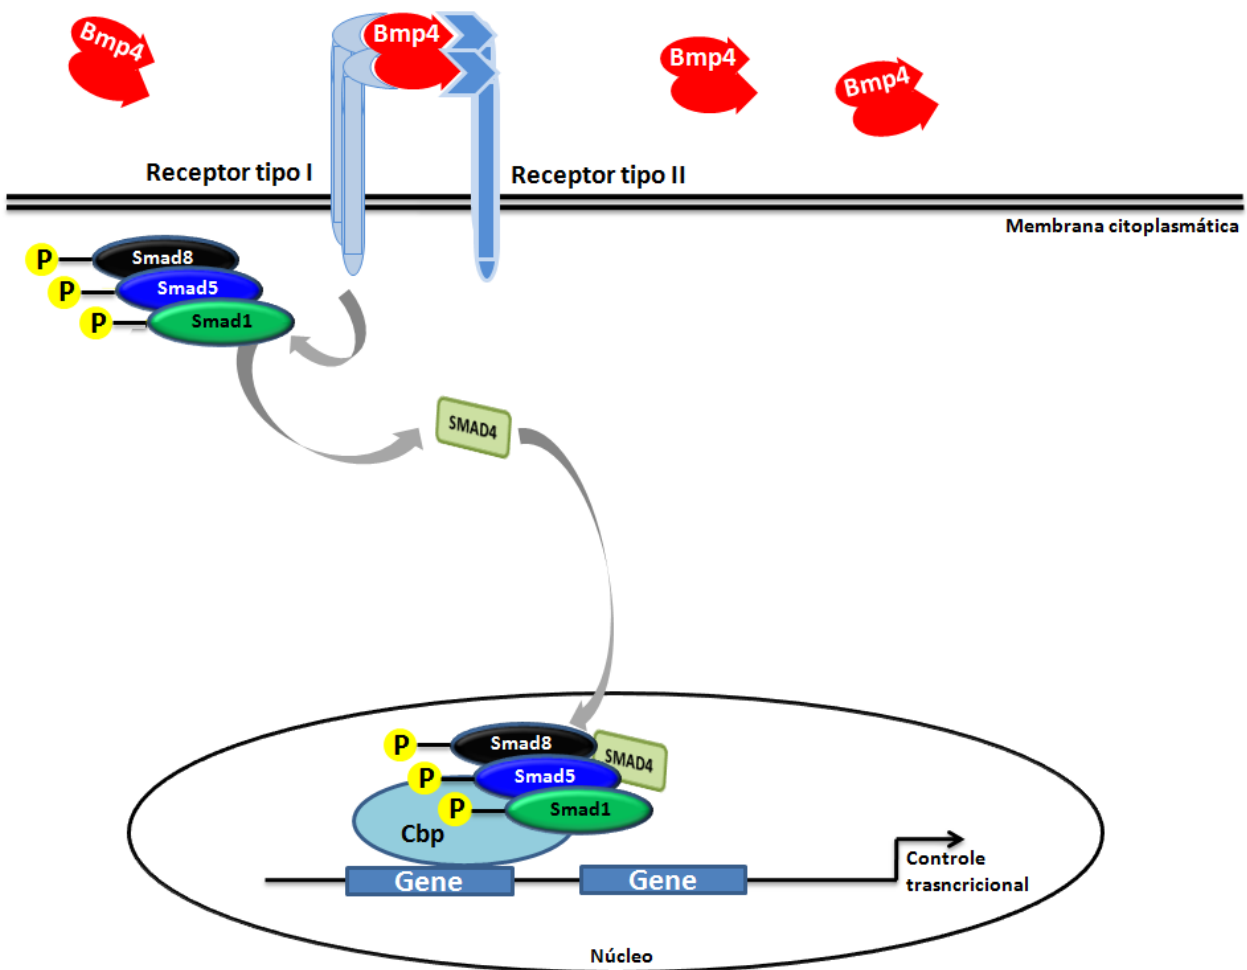 Bmp4
Bmp4
Bmp4
Bmp4
Receptor tipo I
Receptor tipo II
Membrana citoplasmática
P
Smad8
P
Smad5
P
Smad1
SMAD4
P
Smad8
SMAD4
P
Smad5
P
Smad1
Cbp
Gene
Gene
Controle
trasncricional
Núcleo